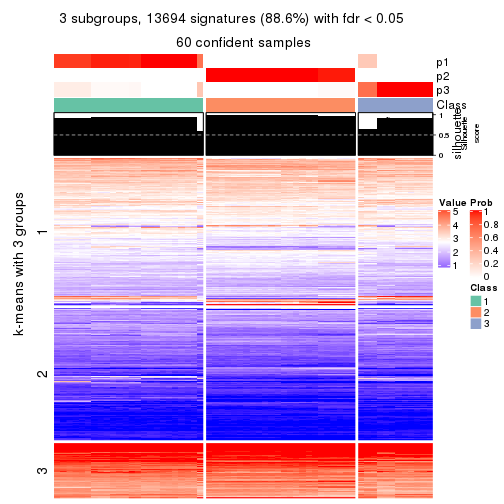 3 subgroups, 13694 signatures (88.6%) with fdr < 0.05
60 confident samples
p1
p2
p3
Class
1
0.5
0
silhouette
Silhouette
score
k-means with 3 groups
1
2
3
Value
5
4
3
2
1
Prob
1
0.8
0.6
0.4
0.2
0
Class
1
2
3